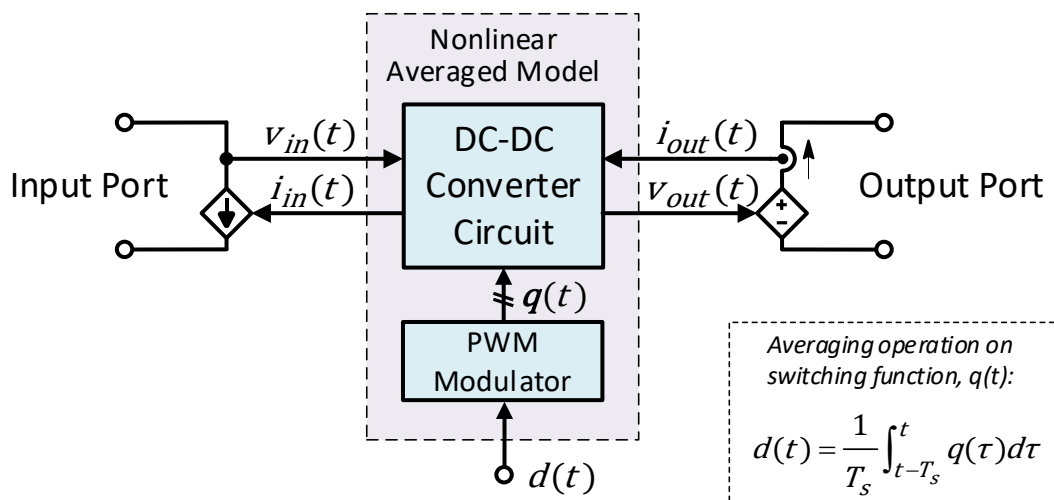 Nonlinear
Averaged Model
v_in(t)
i_in(t)
Input Port
DC-DC
Converter
Circuit
i_out(t)
v_out(t)
+
-
Output Port
q(t)
PWM
Modulator
d(t)
Averaging operation on
switching function, q(t):
d(t) = 1/T_s ∫_{t-T_s}^{t} q(τ)dτ